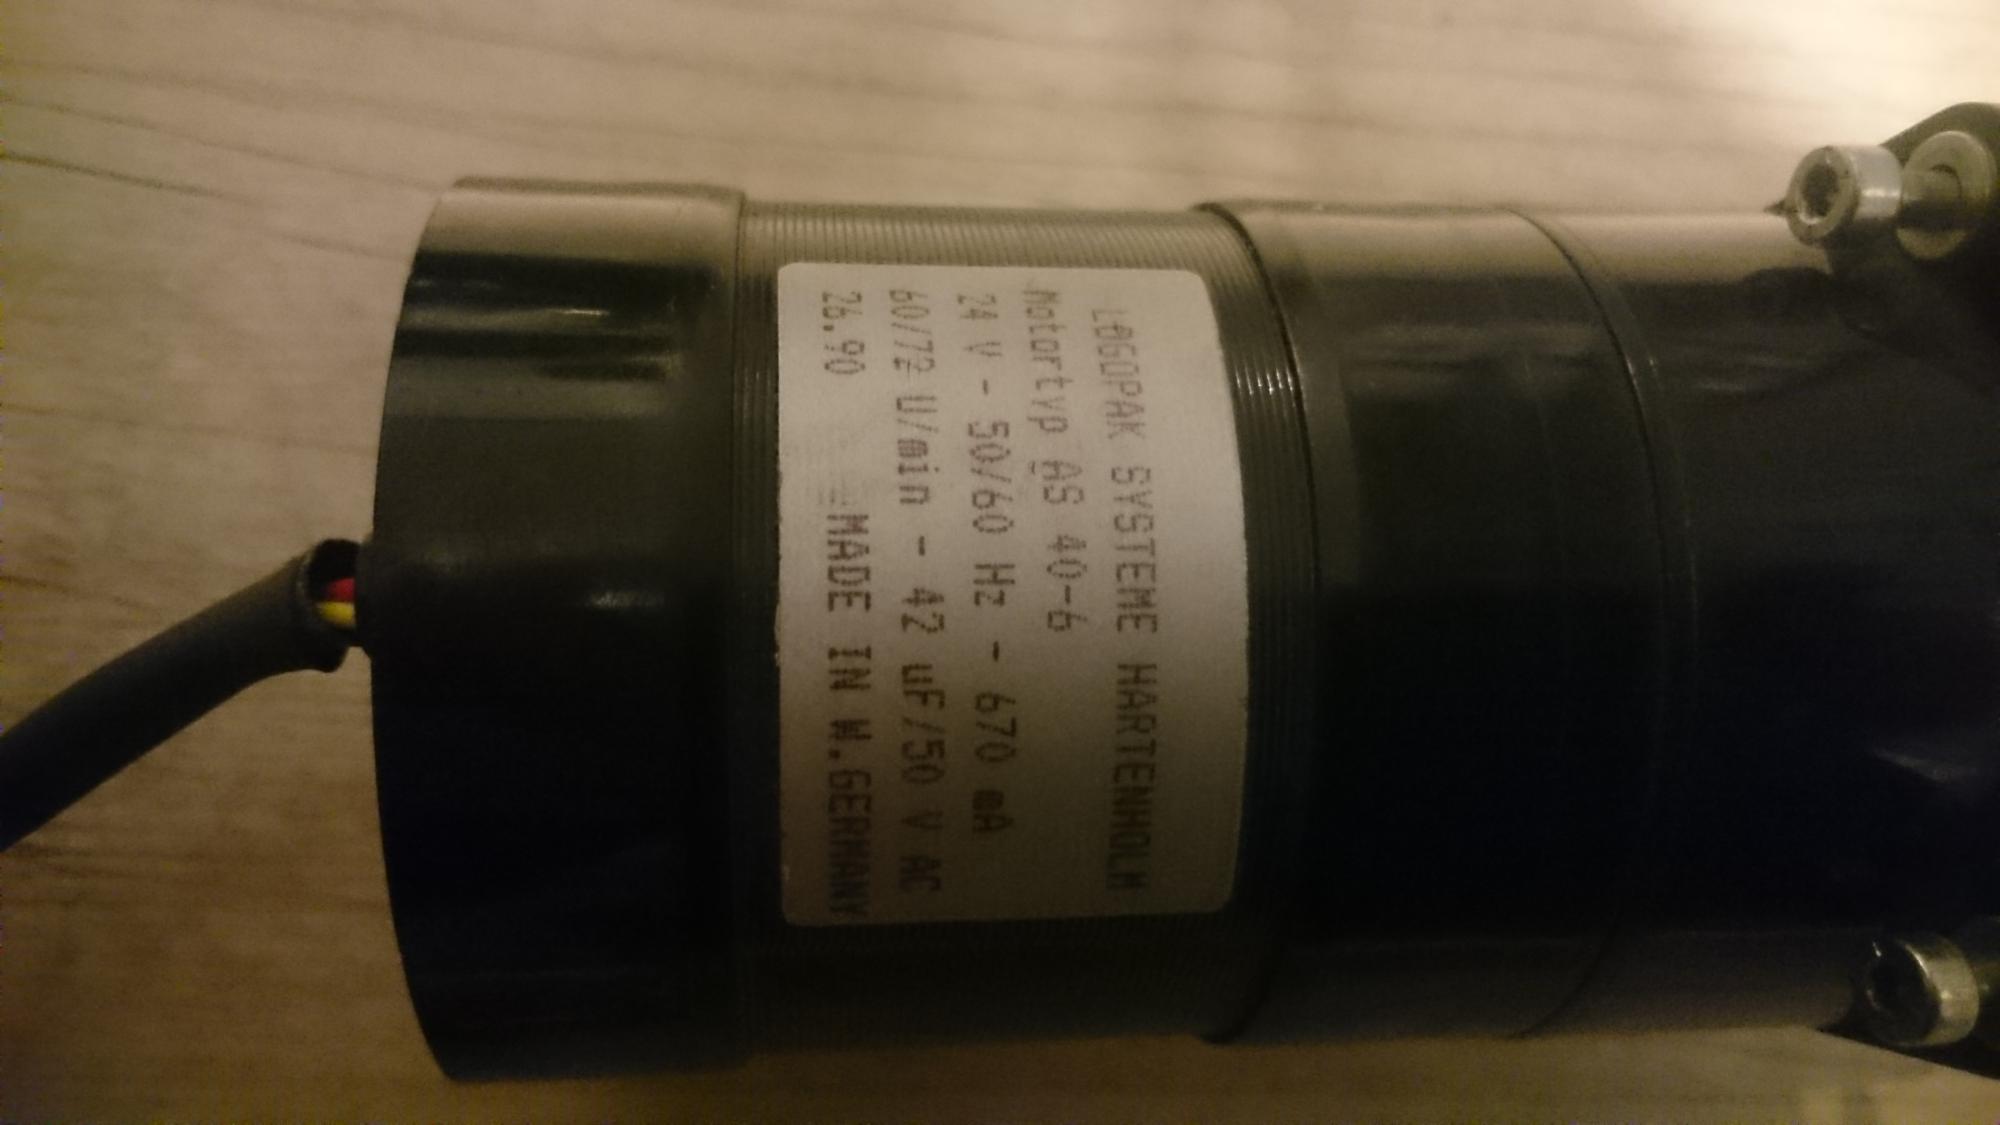 LOGOPAK SYSTEME HARTENHOLM
Motortyp AS 40-6
24 V - 50/60 Hz - 670 mA
60/72 U/min - 42 uF/50 V AC
26.90 MADE IN W.GERMANY